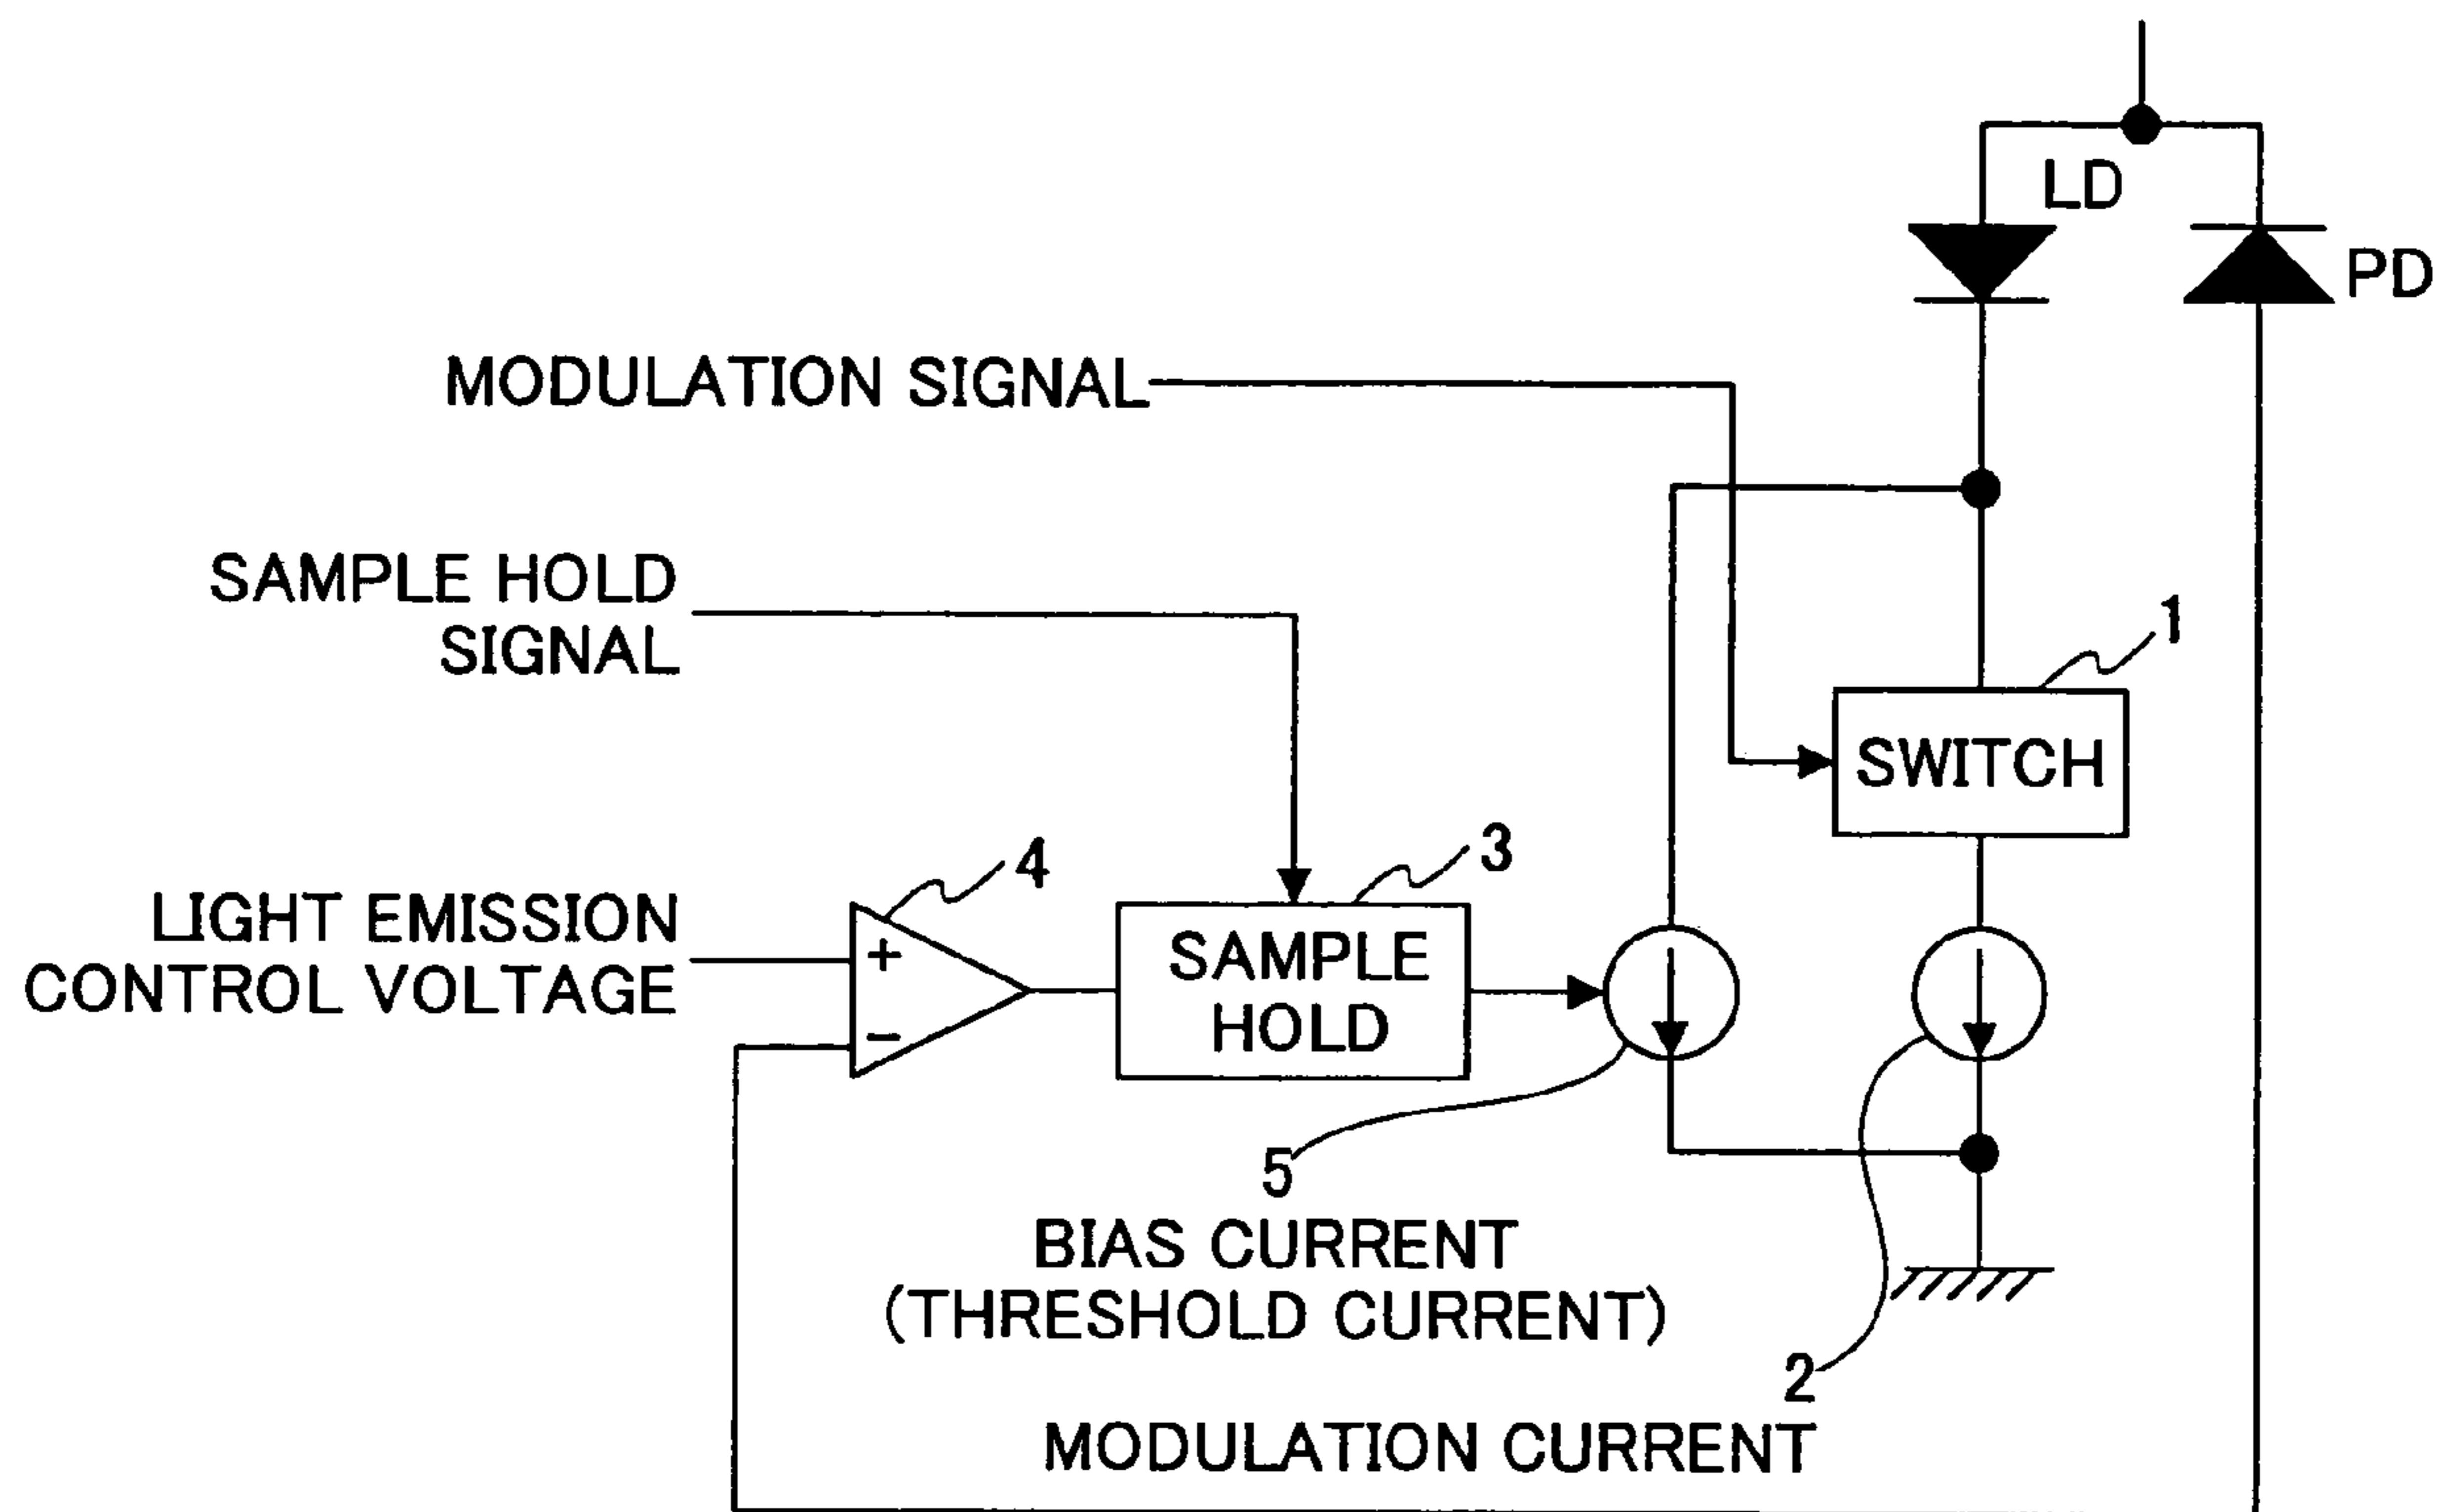 LD
PD
MODULATION SIGNAL
SAMPLE HOLD
SIGNAL
1
SWITCH
4
3
LIGHT EMISSION
CONTROL VOLTAGE
+
−
SAMPLE
HOLD
5
BIAS CURRENT
(THRESHOLD CURRENT)
2
MODULATION CURRENT